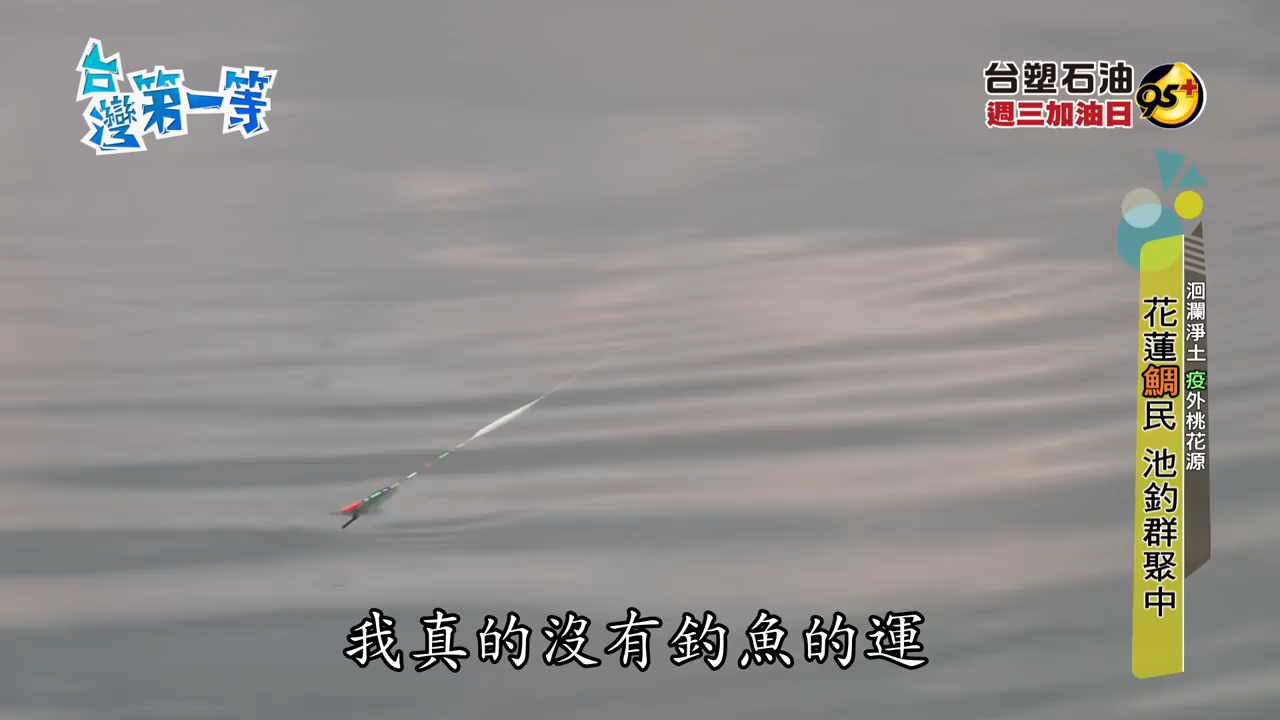 台灣第一等
台塑石油
週三加油日
95+
洄瀾淨土 疫外桃花源
花蓮鯛民 池釣群聚中
我真的沒有釣魚的運